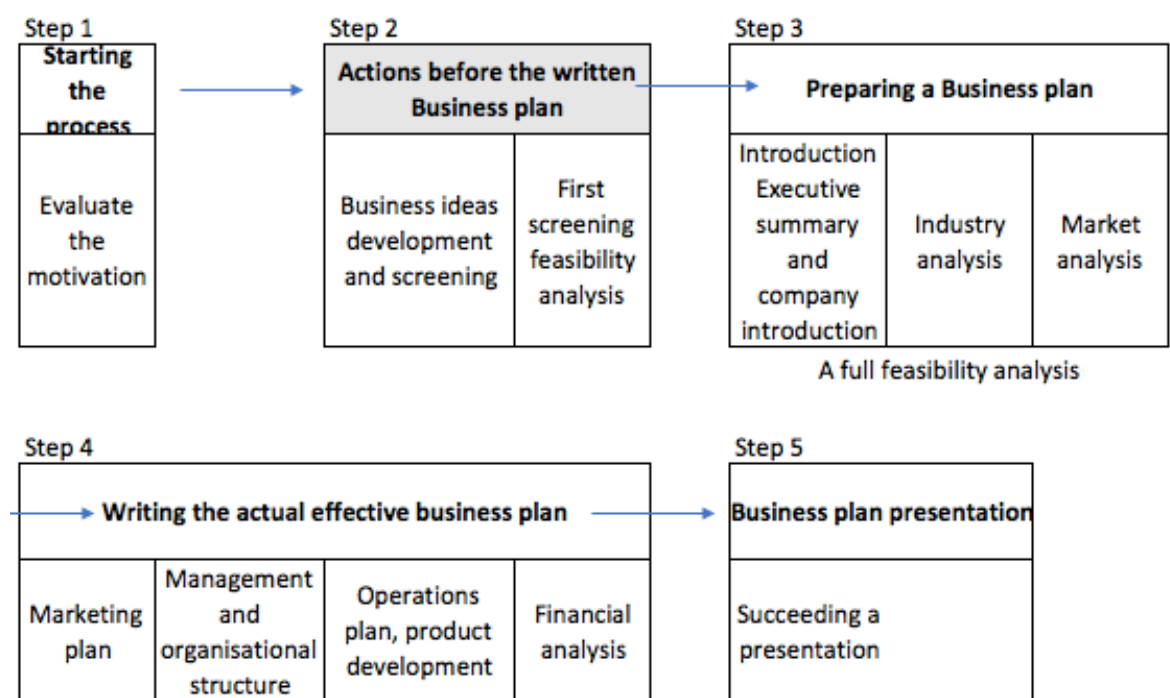 Step 1
Starting
the
process
Evaluate
the
motivation
Step 2
Actions before the written
Business plan
Business ideas
development
and screening
First
screening
feasibility
analysis
Step 3
Preparing a Business plan
Introduction
Executive
summary
and
company
introduction
Industry
analysis
Market
analysis
A full feasibility analysis
Step 4
Writing the actual effective business plan
Marketing
plan
Management
and
organisational
structure
Operations
plan, product
development
Financial
analysis
Step 5
Business plan presentation
Succeeding a
presentation